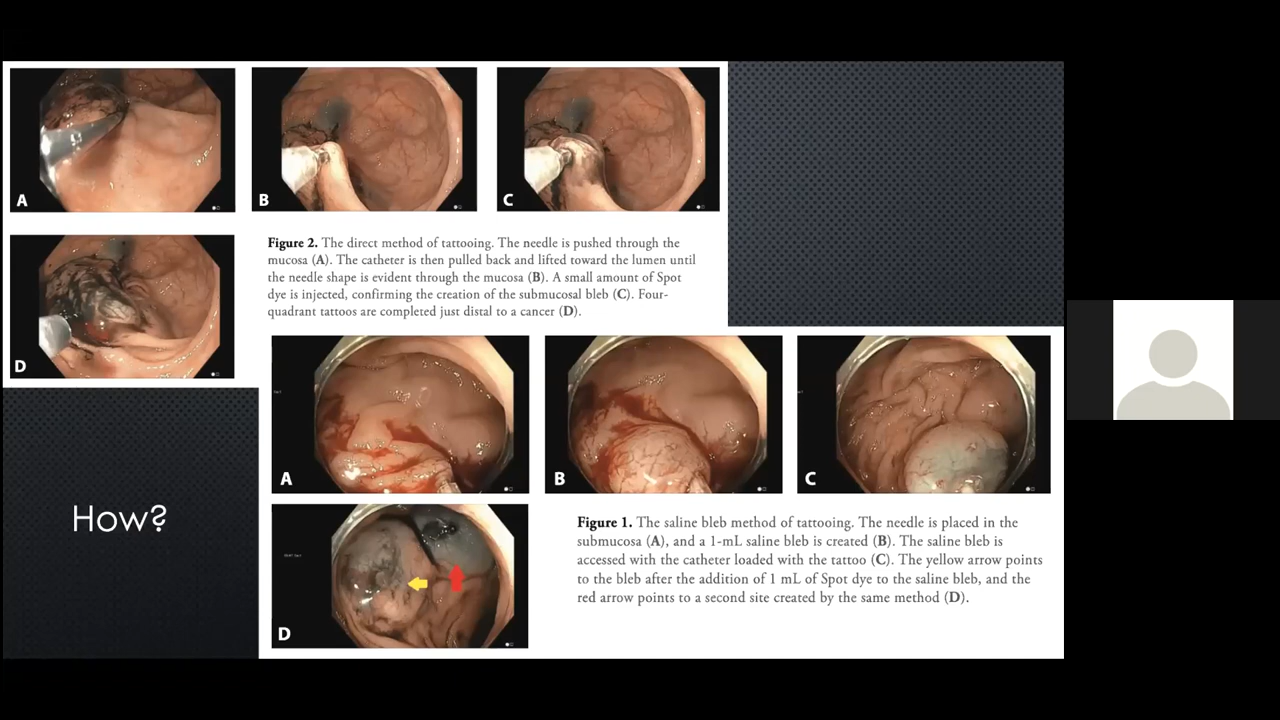 A
B
C
D
Figure 2. The direct method of tattooing. The needle is pushed through the
mucosa (A). The catheter is then pulled back and lifted toward the lumen until
the needle shape is evident through the mucosa (B). A small amount of Spot
dye is injected, confirming the creation of the submucosal bleb (C). Four-
quadrant tattoos are completed just distal to a cancer (D).
A
B
C
D
How?
Figure 1. The saline bleb method of tattooing. The needle is placed in the
submucosa (A), and a 1-mL saline bleb is created (B). The saline bleb is
accessed with the catheter loaded with the tattoo (C). The yellow arrow points
to the bleb after the addition of 1 mL of Spot dye to the saline bleb, and the
red arrow points to a second site created by the same method (D).